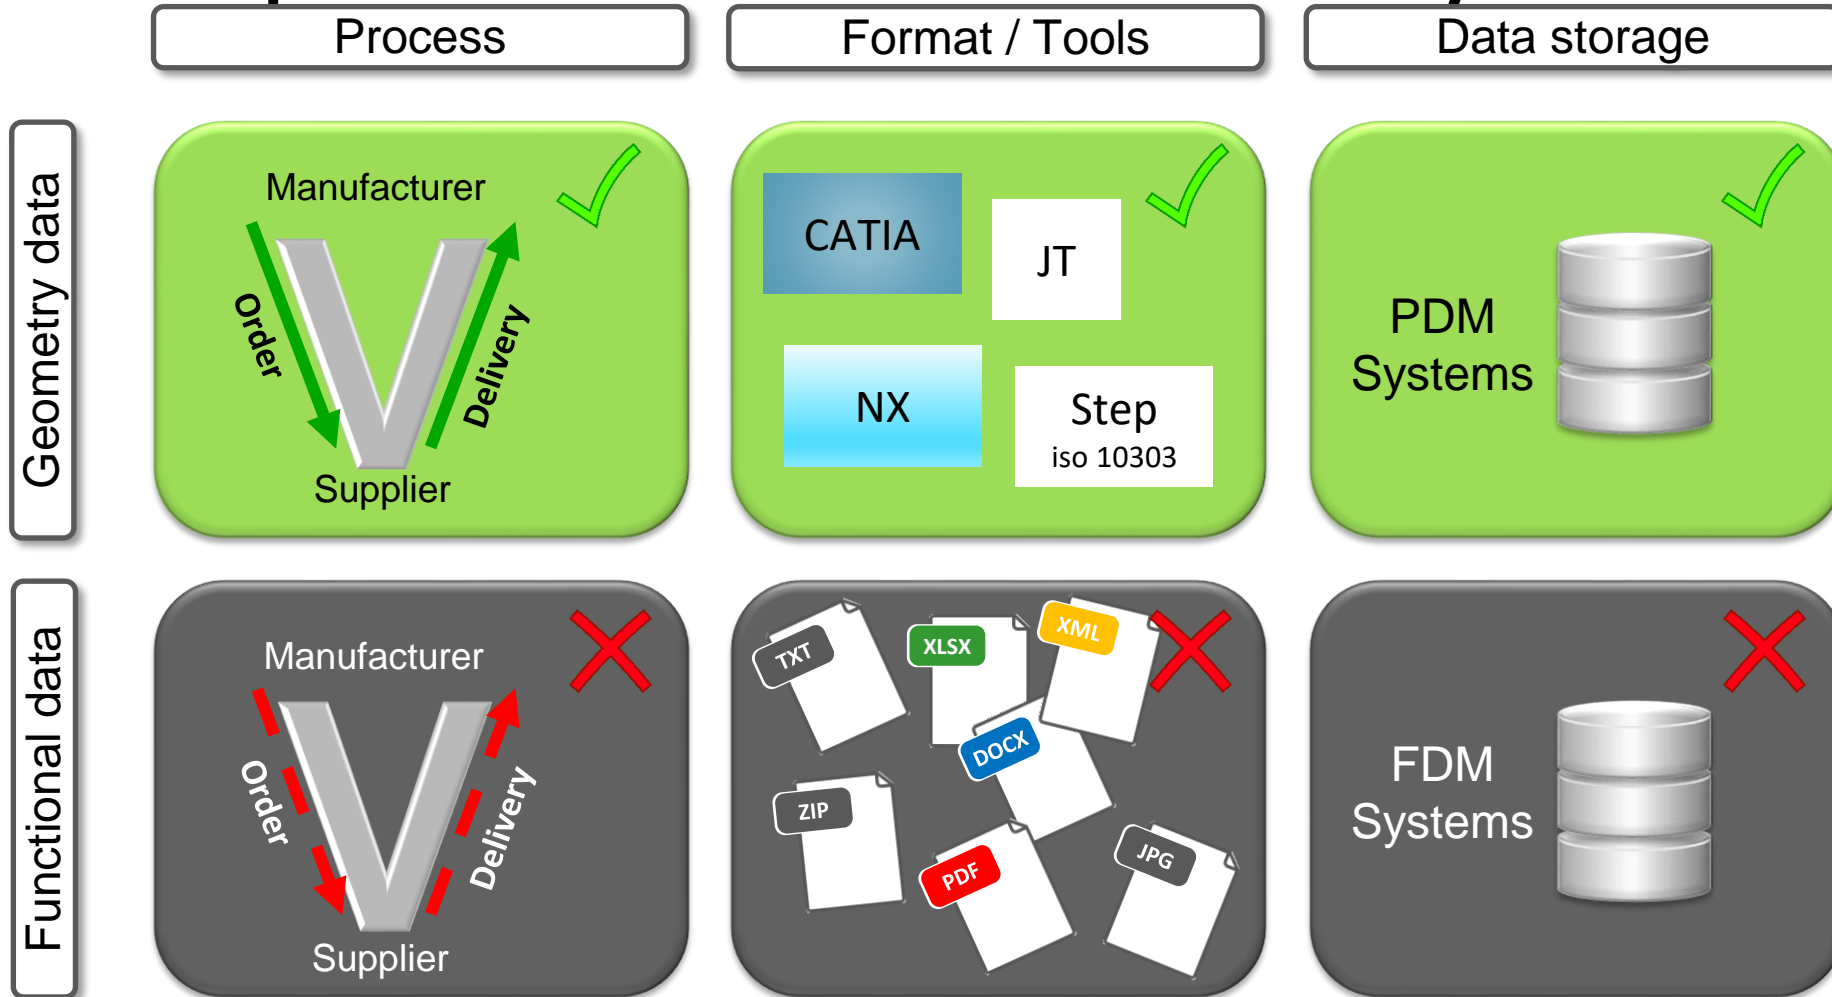 Process
Format / Tools
Data storage
Geometry data
Manufacturer
Order
Delivery
Supplier
CATIA
JT
NX
Step
iso 10303
PDM
Systems
Functional data
Manufacturer
Order
Delivery
Supplier
TXT
XLSX
XML
DOCX
ZIP
PDF
JPG
FDM
Systems